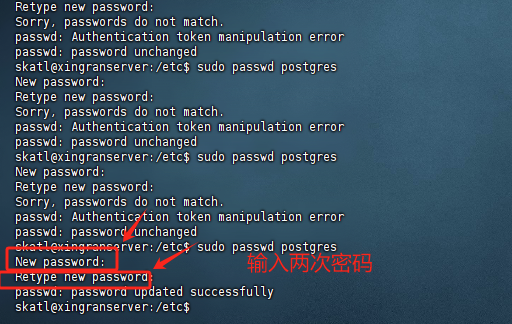 Retype new password:
Sorry, passwords do not match.
passwd: Authentication token manipulation error
passwd: password unchanged
skatl@xingranserver:/etc$ sudo passwd postgres
New password:
Retype new password:
Sorry, passwords do not match.
passwd: Authentication token manipulation error
passwd: password unchanged
skatl@xingranserver:/etc$ sudo passwd postgres
New password:
Retype new password:
Sorry, passwords do not match.
passwd: Authentication token manipulation error
passwd: password unchanged
skatl@xingranserver:/etc$ sudo passwd postgres
New password:
输入两次密码
Retype new password:
passwd: password updated successfully
skatl@xingranserver:/etc$